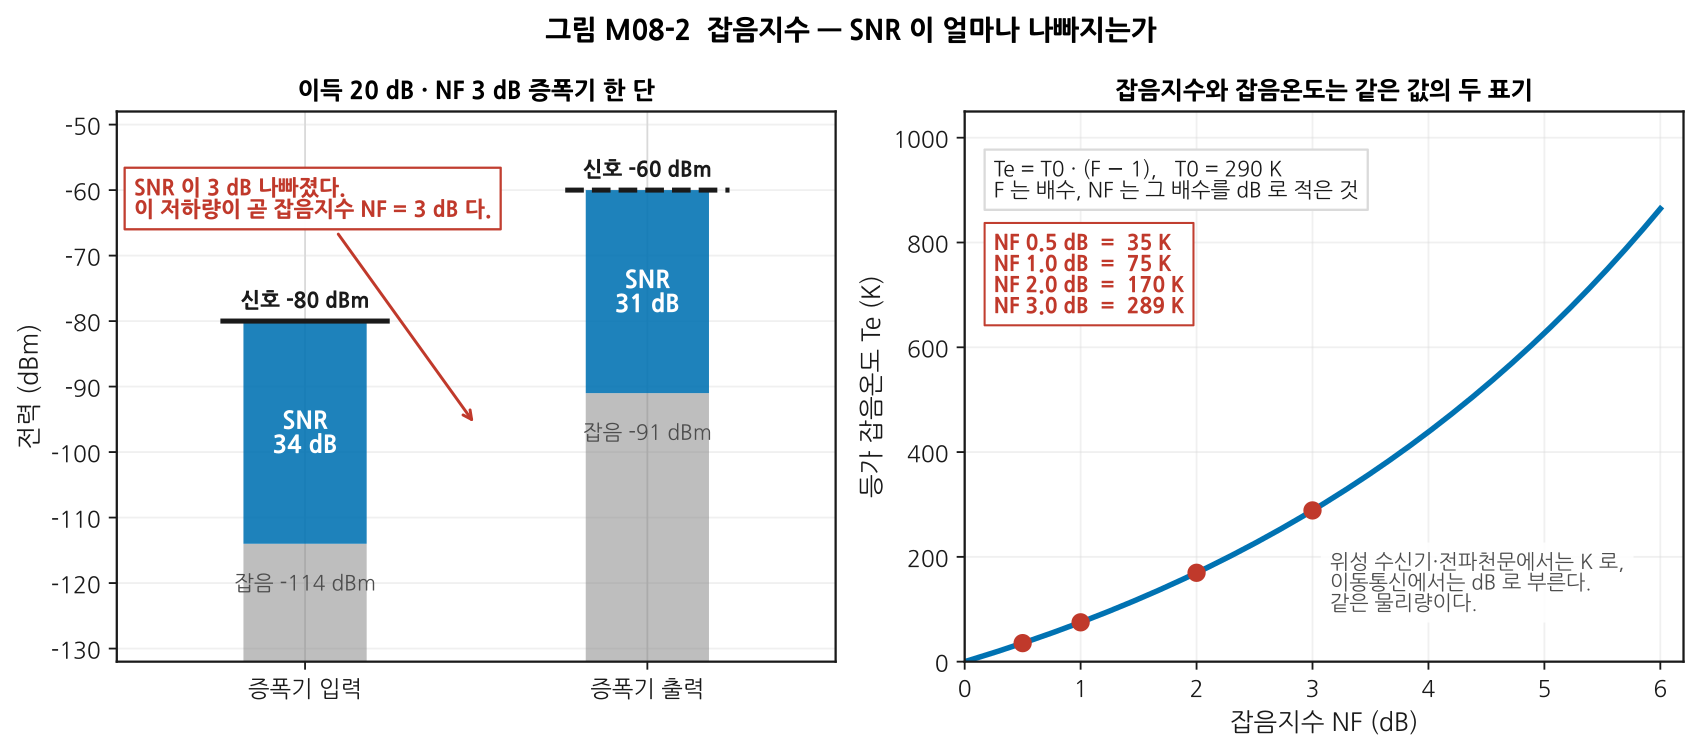 그림 M08-2  잡음지수 — SNR 이 얼마나 나빠지는가
이득 20 dB · NF 3 dB 증폭기 한 단
전력 (dBm)
-50
-60
-70
-80
-90
-100
-110
-120
-130
SNR 이 3 dB 나빠졌다.
이 저하량이 곧 잡음지수 NF = 3 dB 다.
신호 -80 dBm
SNR
34 dB
잡음 -114 dBm
신호 -60 dBm
SNR
31 dB
잡음 -91 dBm
증폭기 입력
증폭기 출력
잡음지수와 잡음온도는 같은 값의 두 표기
등가 잡음온도 Te (K)
1000
800
600
400
200
0
Te = T0 · (F − 1),   T0 = 290 K
F 는 배수, NF 는 그 배수를 dB 로 적은 것
NF 0.5 dB  =  35 K
NF 1.0 dB  =  75 K
NF 2.0 dB  =  170 K
NF 3.0 dB  =  289 K
위성 수신기·전파천문에서는 K 로,
이동통신에서는 dB 로 부른다.
같은 물리량이다.
0
1
2
3
4
5
6
잡음지수 NF (dB)